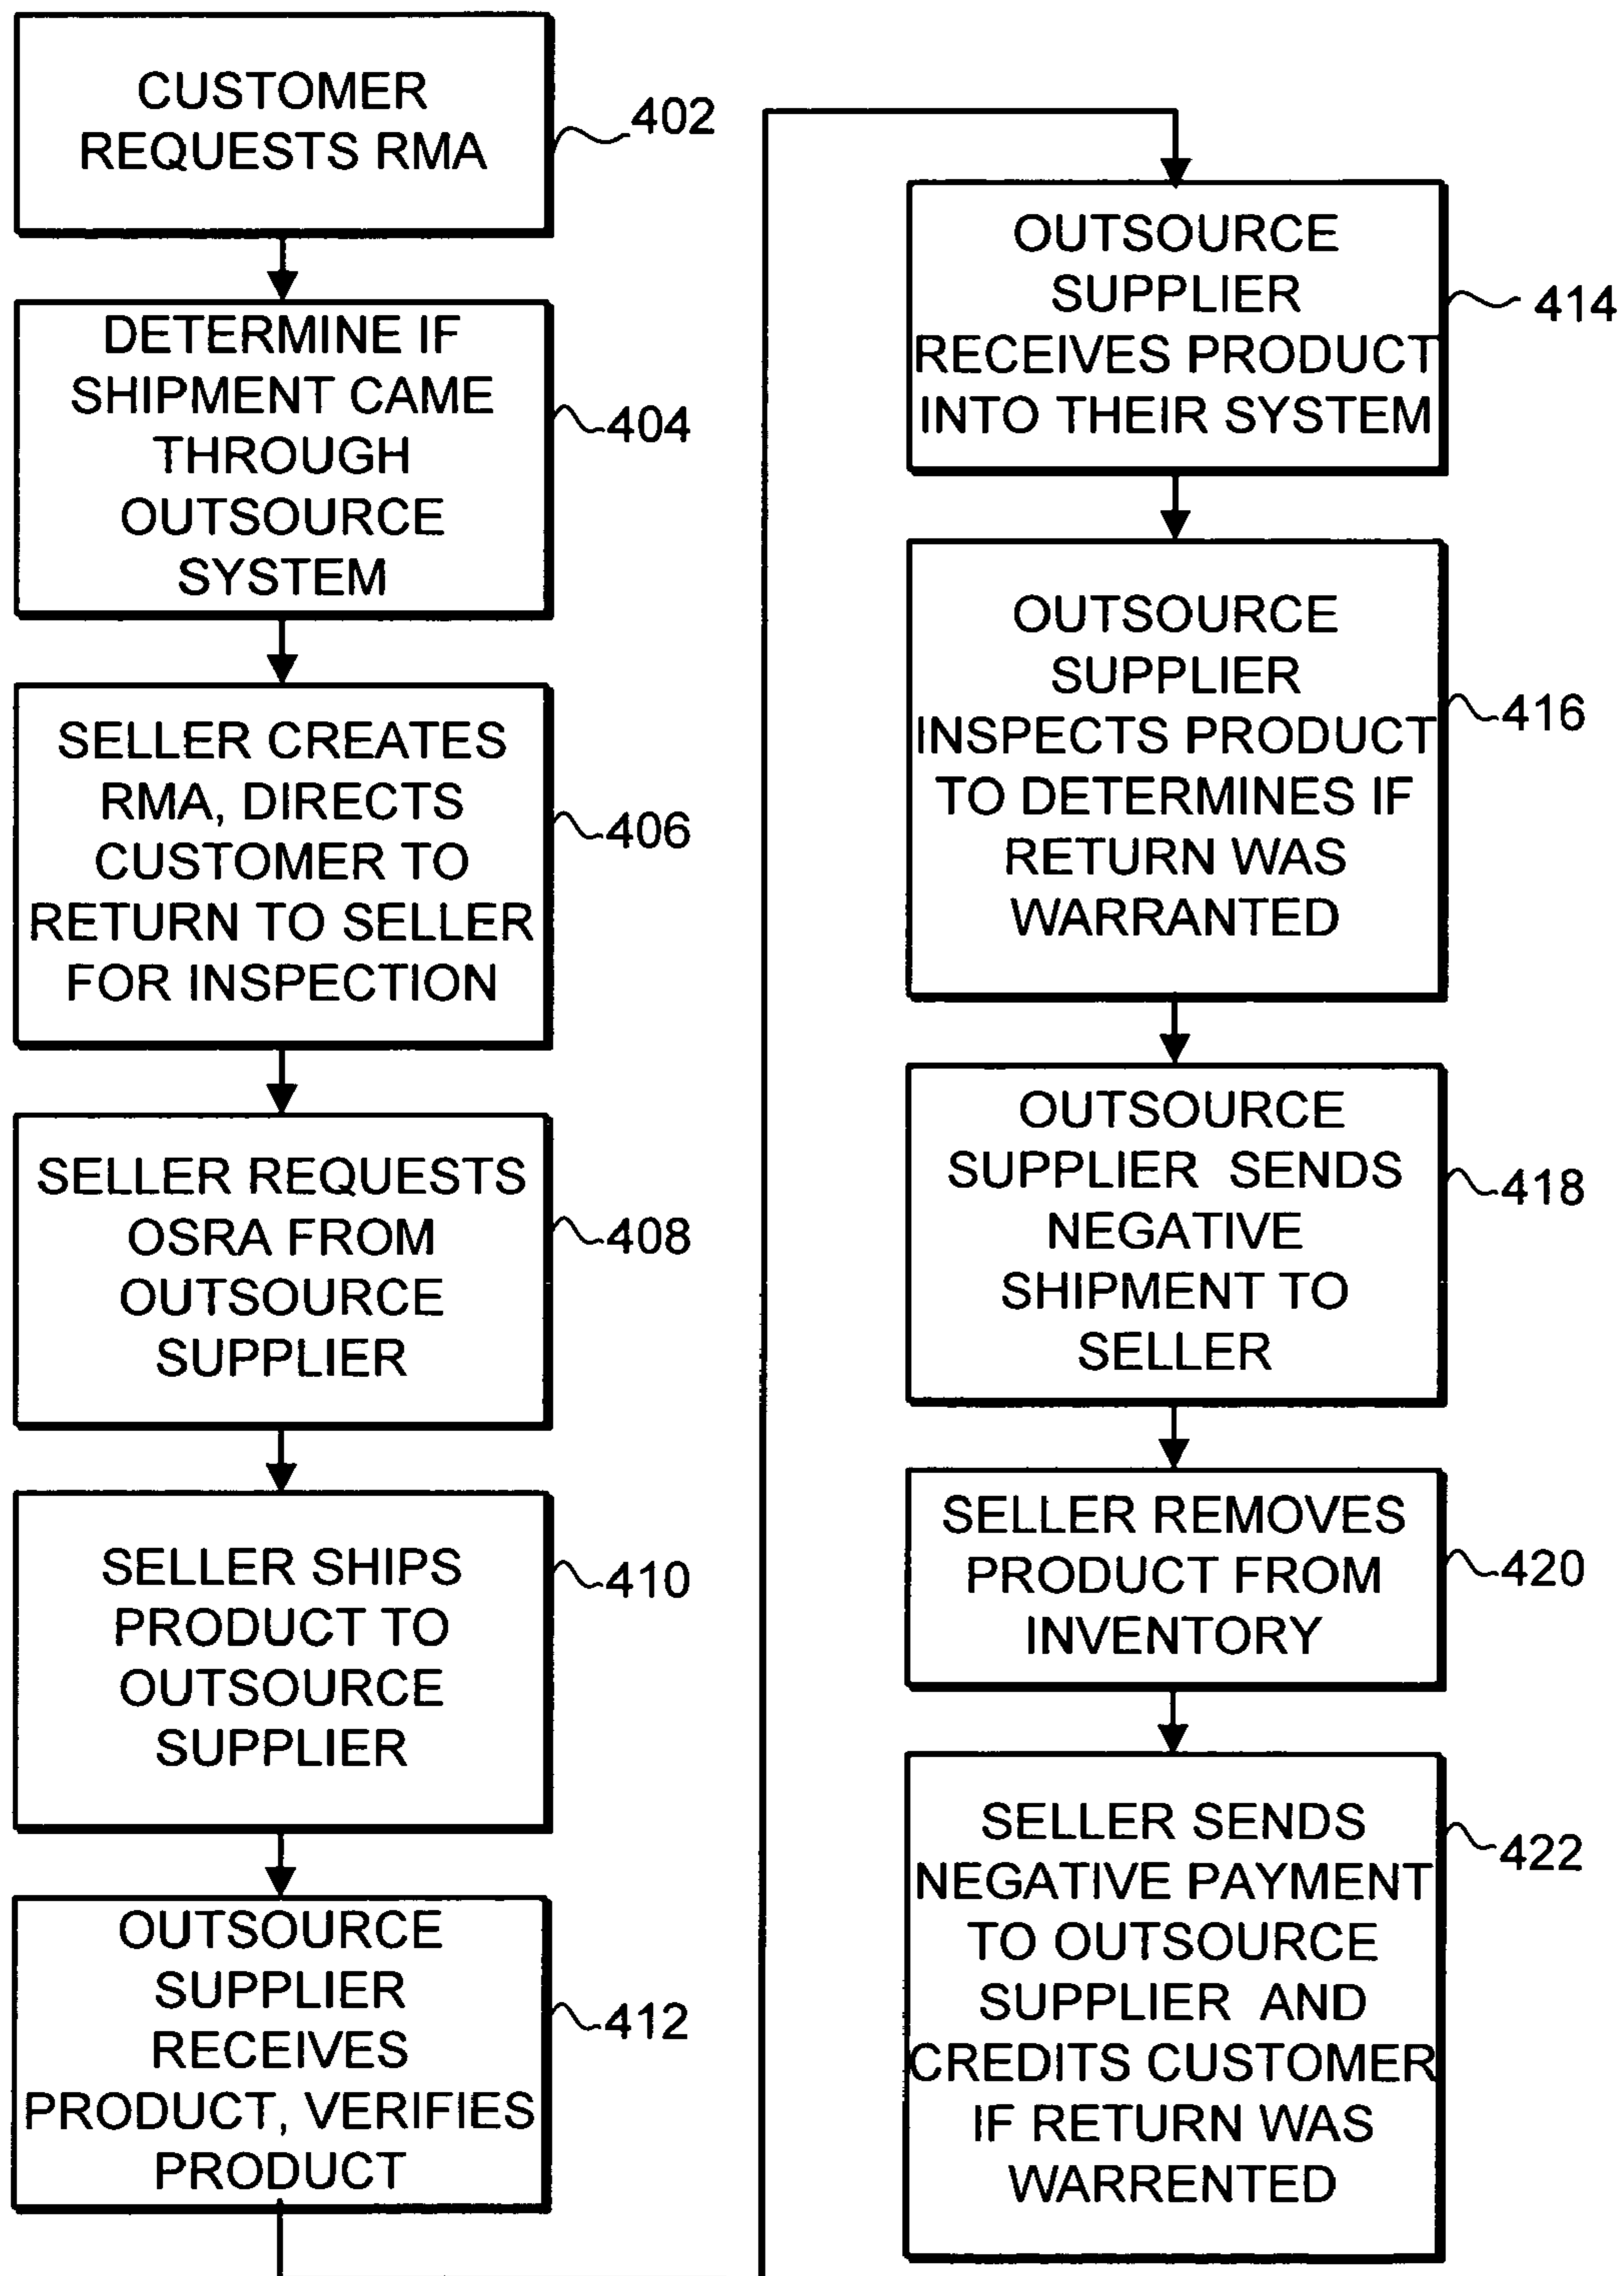 CUSTOMER
REQUESTS RMA
402
DETERMINE IF
SHIPMENT CAME
THROUGH
OUTSOURCE
SYSTEM
404
SELLER CREATES
RMA, DIRECTS
CUSTOMER TO
RETURN TO SELLER
FOR INSPECTION
406
SELLER REQUESTS
OSRA FROM
OUTSOURCE
SUPPLIER
408
SELLER SHIPS
PRODUCT TO
OUTSOURCE
SUPPLIER
410
OUTSOURCE
SUPPLIER
RECEIVES
PRODUCT, VERIFIES
PRODUCT
412
OUTSOURCE
SUPPLIER
RECEIVES PRODUCT
INTO THEIR SYSTEM
414
OUTSOURCE
SUPPLIER
INSPECTS PRODUCT
TO DETERMINES IF
RETURN WAS
WARRANTED
416
OUTSOURCE
SUPPLIER SENDS
NEGATIVE
SHIPMENT TO
SELLER
418
SELLER REMOVES
PRODUCT FROM
INVENTORY
420
SELLER SENDS
NEGATIVE PAYMENT
TO OUTSOURCE
SUPPLIER AND
CREDITS CUSTOMER
IF RETURN WAS
WARRENTED
422